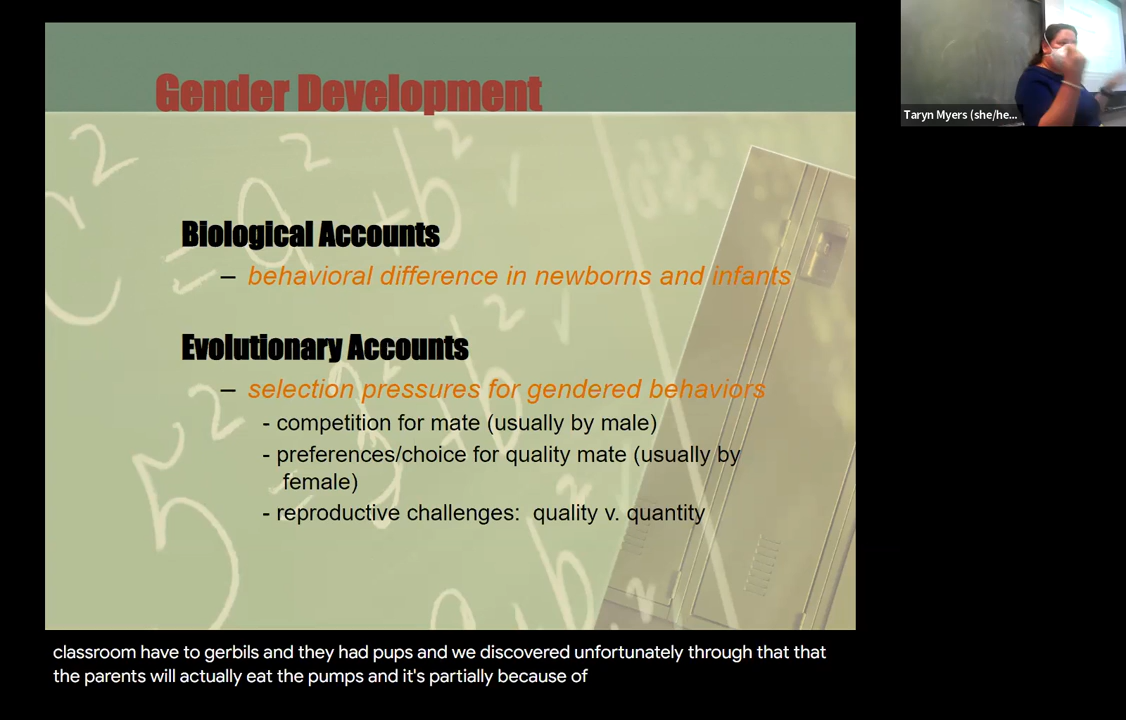 Gender Development
Biological Accounts
– behavioral difference in newborns and infants
Evolutionary Accounts
– selection pressures for gendered behaviors
- competition for mate (usually by male)
- preferences/choice for quality mate (usually by
female)
- reproductive challenges: quality v. quantity
Taryn Myers (she/he...
classroom have to gerbils and they had pups and we discovered unfortunately through that that
the parents will actually eat the pumps and it's partially because of